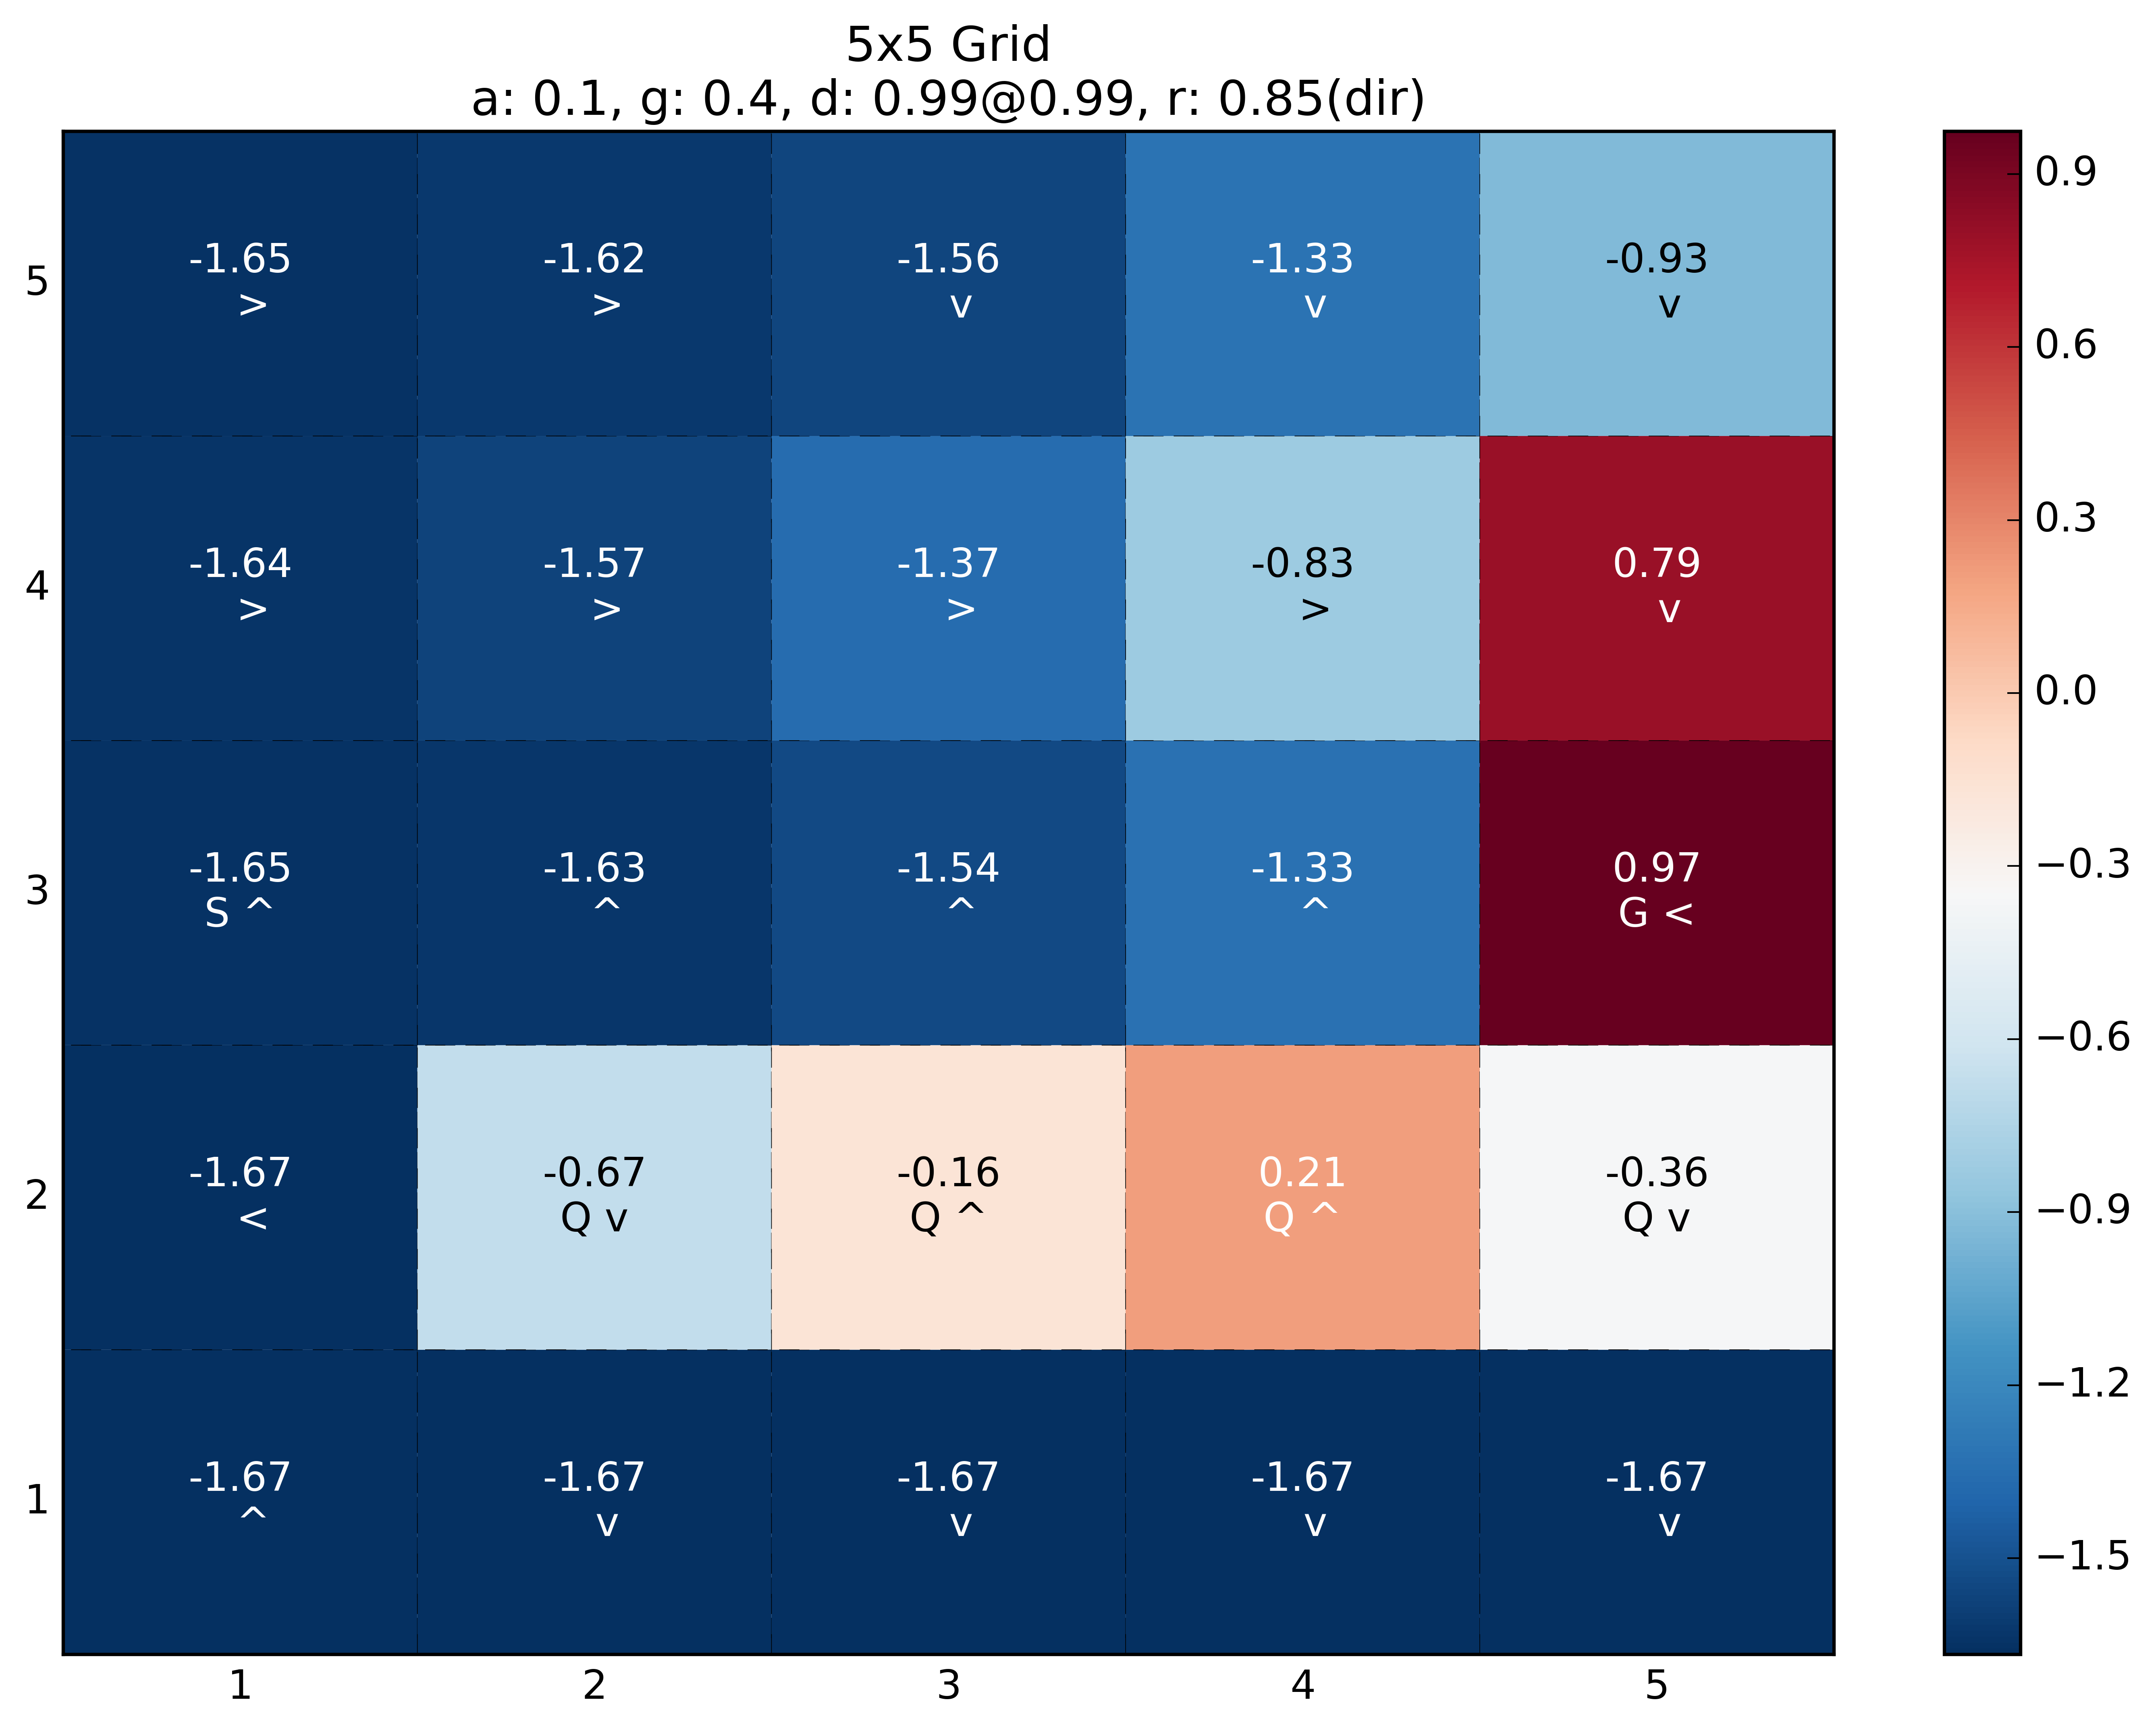 5x5 Grid
a: 0.1, g: 0.4, d: 0.99@0.99, r: 0.85(dir)
5
-1.65 -1.62 -1.56 -1.33 -0.93
> > v v v
4
-1.64 -1.57 -1.37 -0.83 0.79
> > > > v
3
-1.65 -1.63 -1.54 -1.33 0.97
S ^ ^ ^ ^ G <
2
-1.67 -0.67 -0.16 0.21 -0.36
< Q v Q ^ Q ^ Q v
1
-1.67 -1.67 -1.67 -1.67 -1.67
^ v v v v
1 2 3 4 5
0.9
0.6
0.3
0.0
−0.3
−0.6
−0.9
−1.2
−1.5